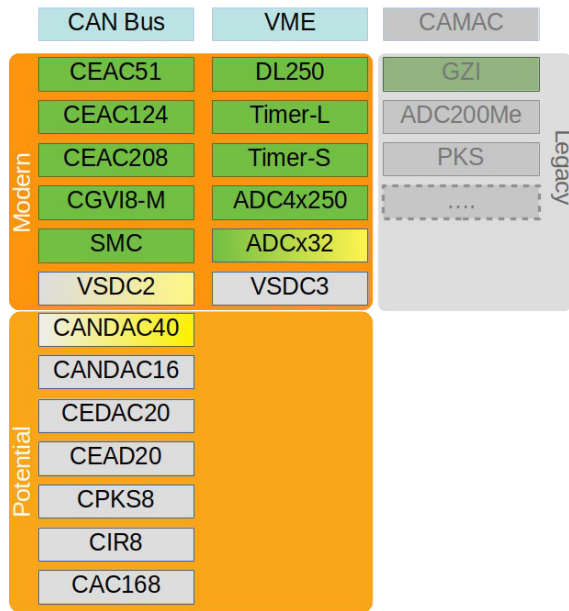 CAN Bus
VME
CAMAC
Modern
CEAC51
DL250
GZI
Legacy
CEAC124
Timer-L
ADC200Me
CEAC208
Timer-S
PKS
CGVI8-M
ADC4x250
....
SMC
ADCx32
VSDC2
VSDC3
Potential
CANDAC40
CANDAC16
CEDAC20
CEAD20
CPKS8
CIR8
CAC168